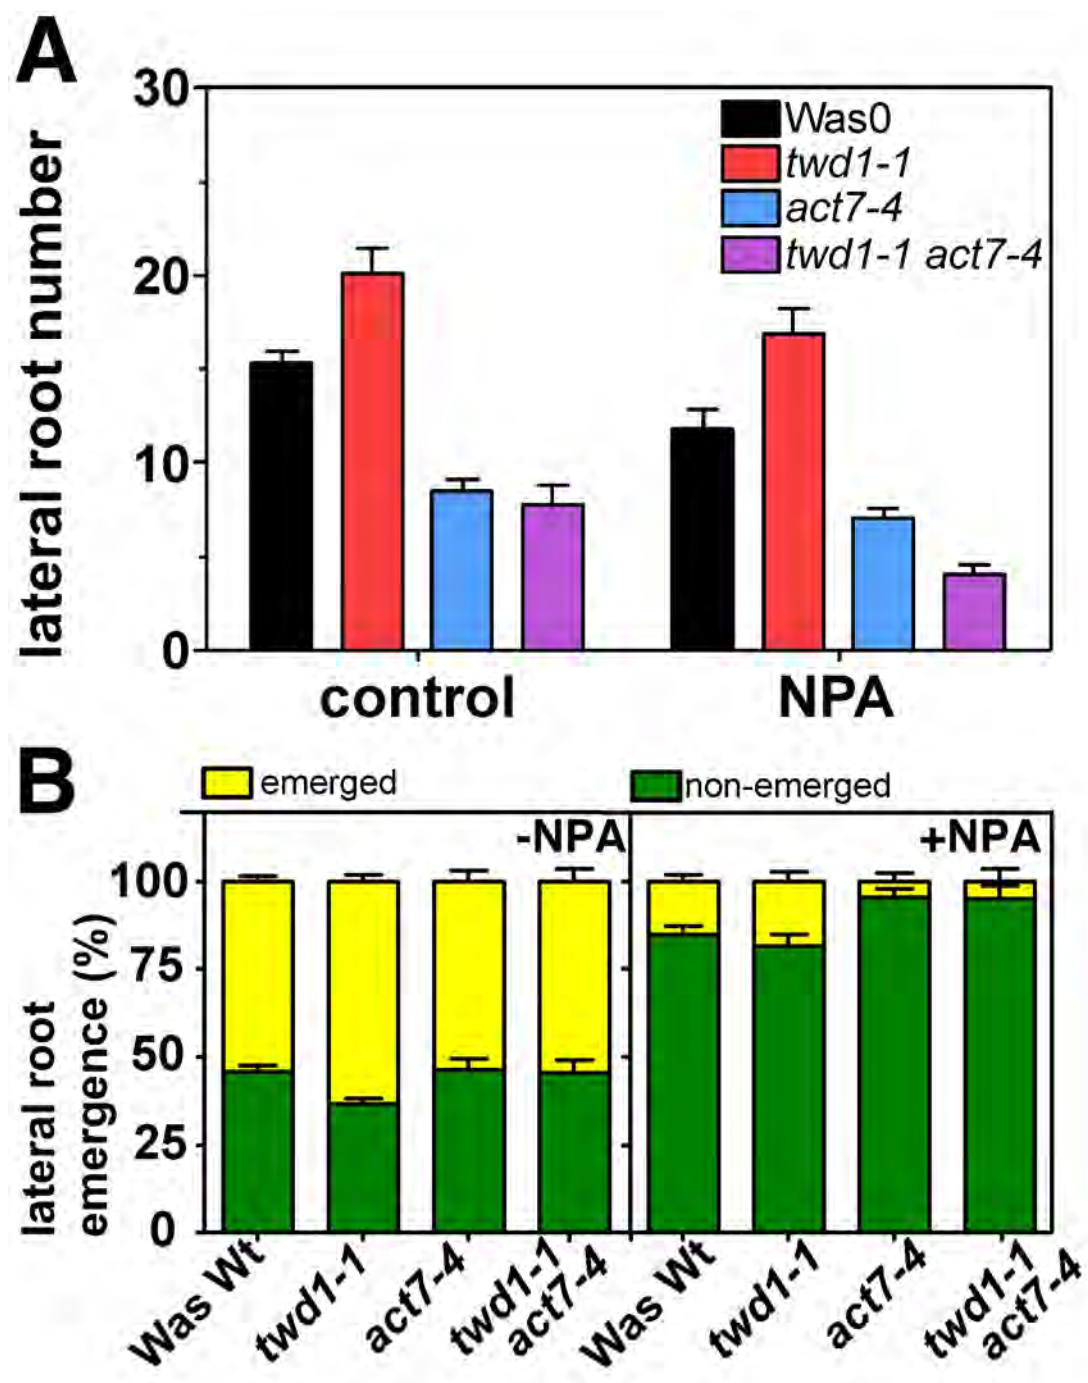 A
30
20
10
0
lateral root number
Was0
twd1-1
act7-4
twd1-1 act7-4
control
NPA
B
emerged
non-emerged
-NPA
+NPA
100
75
50
25
0
lateral root
emergence (%)
Was Wt
twd1-1
act7-4
twd1-1
act7-4
Was Wt
twd1-1
act7-4
twd1-1
act7-4